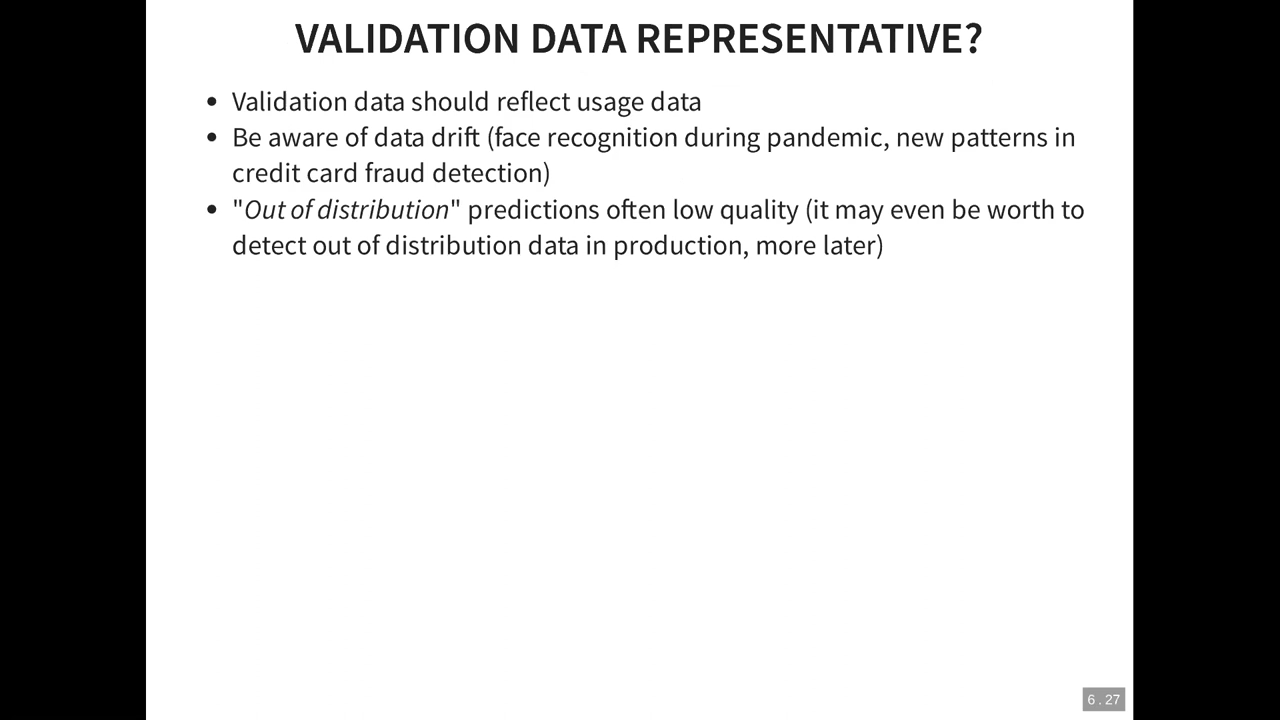 VALIDATION DATA REPRESENTATIVE?
• Validation data should reflect usage data
• Be aware of data drift (face recognition during pandemic, new patterns in
credit card fraud detection)
• "Out of distribution" predictions often low quality (it may even be worth to
detect out of distribution data in production, more later)
6 . 27